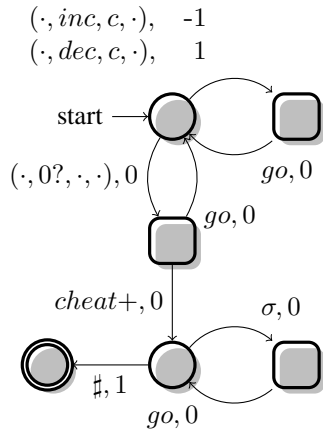 (·, inc, c, ·), -1
(·, dec, c, ·), 1
start
go, 0
(·, 0?, ·, ·), 0
go, 0
cheat+, 0
σ, 0
♯, 1
go, 0